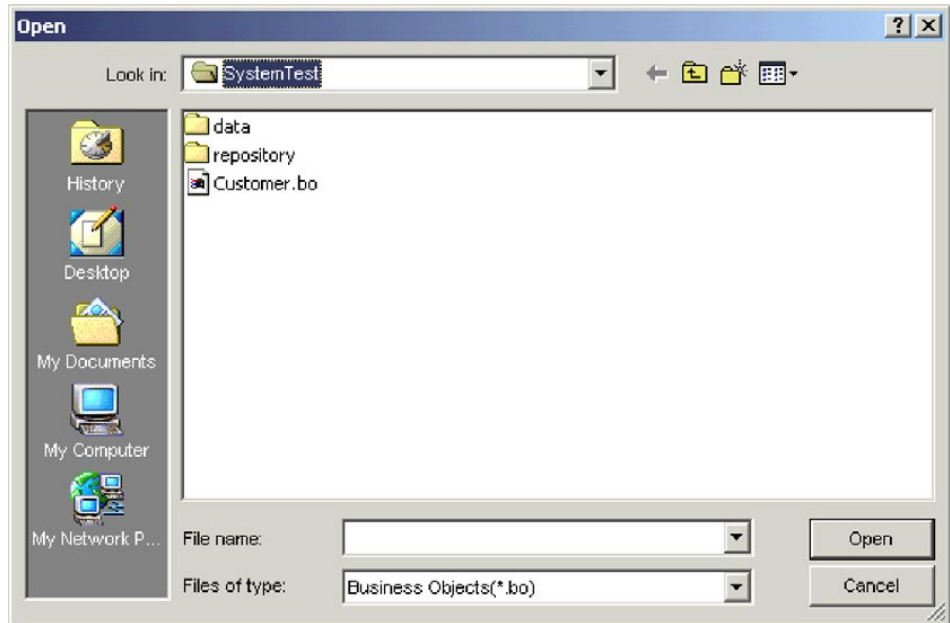 Open
Look in:
SystemTest
History
Desktop
My Documents
My Computer
My Network P...
data
repository
Customer.bo
File name:
Open
Files of type:
Business Objects(*.bo)
Cancel